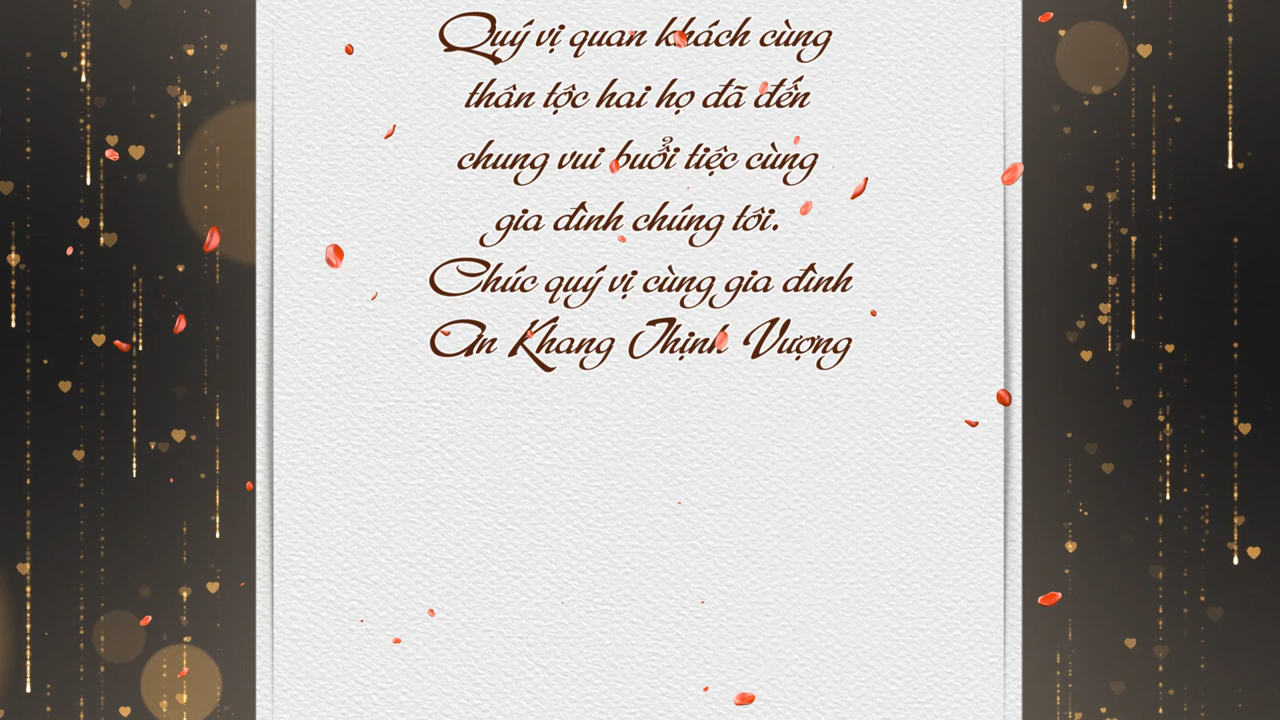 Quý vị quan khách cùng
thân tộc hai họ đã đến
chung vui buổi tiệc cùng
gia đình chúng tôi.
Chúc quý vị cùng gia đình
An Khang Thịnh Vượng